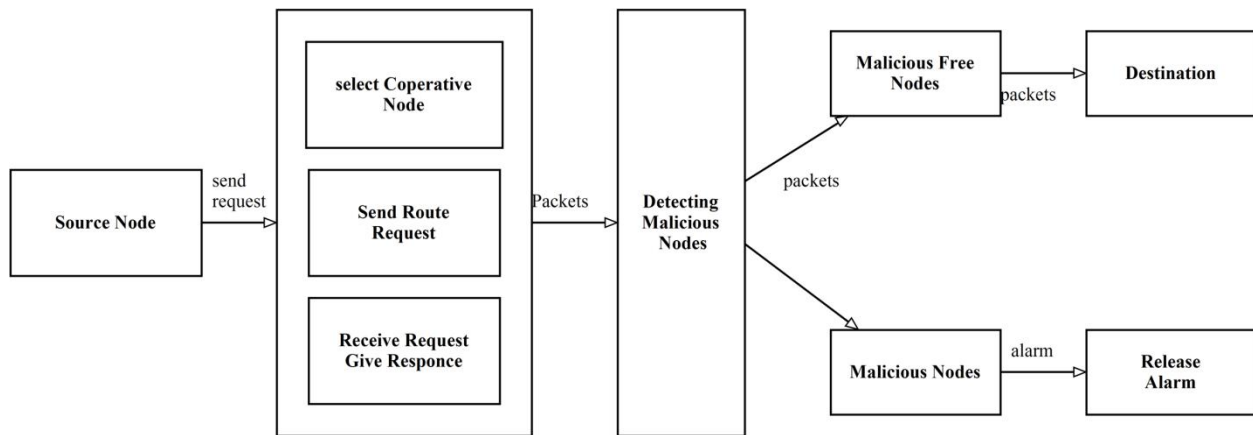 Source Node
send
request
select Coperative
Node
Send Route
Request
Receive Request
Give Responce
Packets
Detecting
Malicious
Nodes
packets
Malicious Free
Nodes
packets
Destination
Malicious Nodes
alarm
Release
Alarm